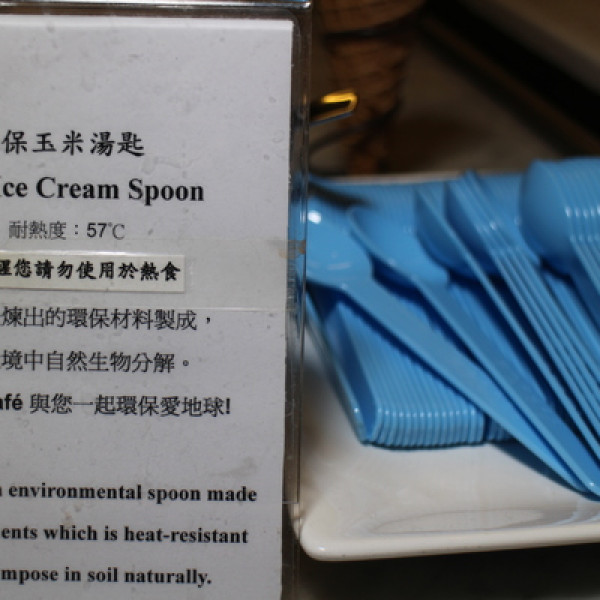 保玉米湯匙
ce Cream Spoon
耐熱度：57℃
醒您請勿使用於熱食
煉出的環保材料製成，
境中自然生物分解。
afé 與您一起環保愛地球!
environmental spoon made
ents which is heat-resistant
mpose in soil naturally.